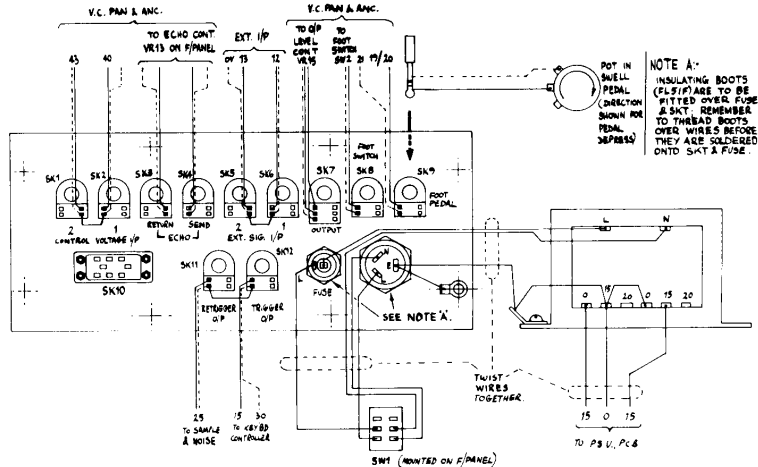 V.C. PAN & ANC.
TO ECHO CONT.
VR13 ON F/PANEL
EXT. I/P
V.C. PAN & ANC.
TO O/P
LEVEL
CONT
VR15
TO
FOOT
SWITCH
SW2
43
40
0V
13
12
21
19/20
POT IN
SWELL
PEDAL
(DIRECTION
SHOWN FOR
PEDAL
DEPRESS)
NOTE A:-
INSULATING BOOTS
(FL51F) ARE TO BE
FITTED OVER FUSE
& SKT: REMEMBER
TO THREAD BOOTS
OVER WIRES BEFORE
THEY ARE SOLDERED
ONTO SKT & FUSE.
FOOT
SWITCH
SK1
SK2
SK3
SK4
SK5
SK6
SK7
SK8
SK9
FOOT
PEDAL
2
1
RETURN
SEND
2
1
OUTPUT
CONTROL VOLTAGE I/P
ECHO
EXT. SIG. I/P
SK10
SK11
SK12
RETRIGGER
O/P
TRIGGER
O/P
L
FUSE
N
E
L
SEE NOTE 'A'.
L
N
0
15
20
0
15
20
TWIST
WIRES
TOGETHER.
25
15
30
TO SAMPLE
& NOISE
TO KEYBD
CONTROLLER
SW1 (MOUNTED ON F/PANEL)
15
0
15
TO P.S.U., PCB